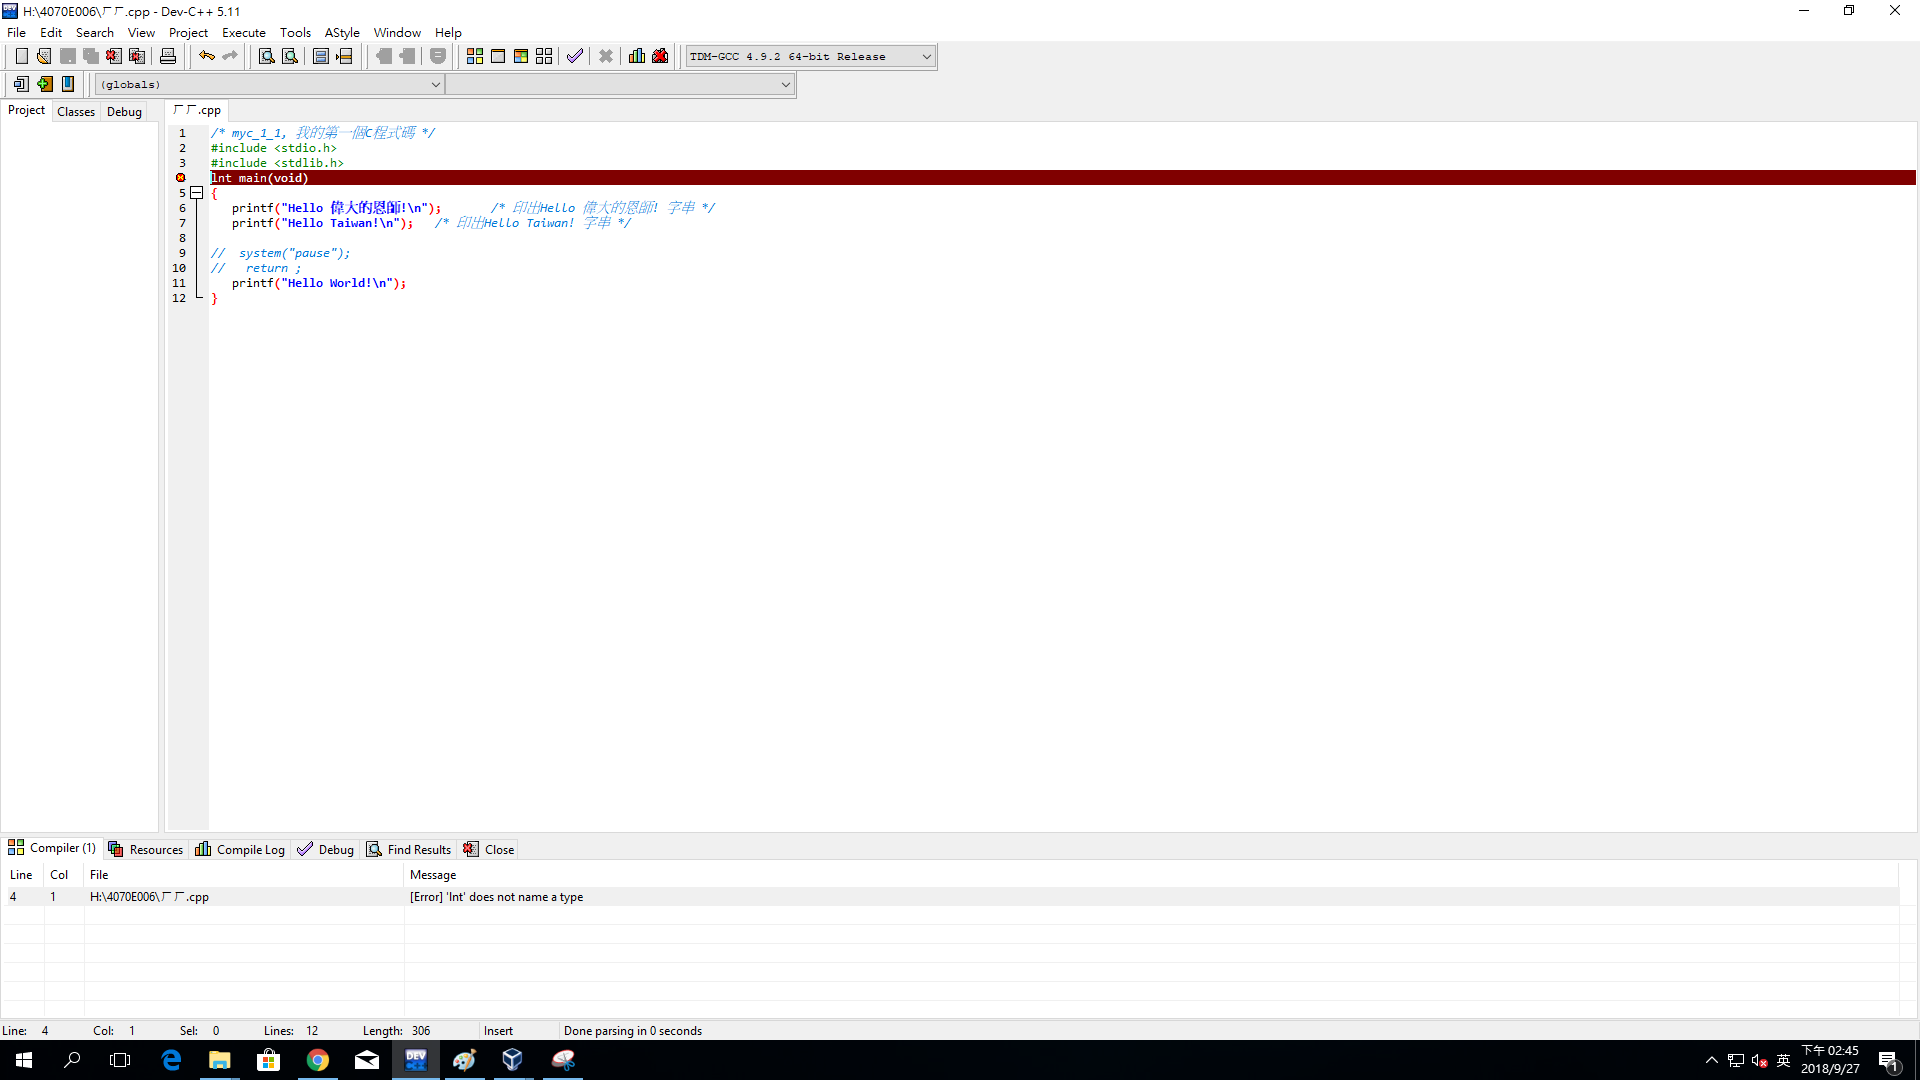 H:\4070E006\ㄏㄏ.cpp - Dev-C++ 5.11
File Edit Search View Project Execute Tools AStyle Window Help
TDM-GCC 4.9.2 64-bit Release
(globals)
Project Classes Debug
ㄏㄏ.cpp
1 /* myc_1_1, 我的第一個C程式碼 */
2 #include <stdio.h>
3 #include <stdlib.h>
Int main(void)
5 {
6 printf("Hello 偉大的恩師!\n"); /* 印出Hello 偉大的恩師! 字串 */
7 printf("Hello Taiwan!\n"); /* 印出Hello Taiwan! 字串 */
8
9 // system("pause");
10 // return ;
11 printf("Hello World!\n");
12 }
Compiler (1) Resources Compile Log Debug Find Results Close
Line Col File Message
4 1 H:\4070E006\ㄏㄏ.cpp [Error] 'Int' does not name a type
Line: 4 Col: 1 Sel: 0 Lines: 12 Length: 306 Insert Done parsing in 0 seconds
DEV
英
下午 02:45
2018/9/27
1